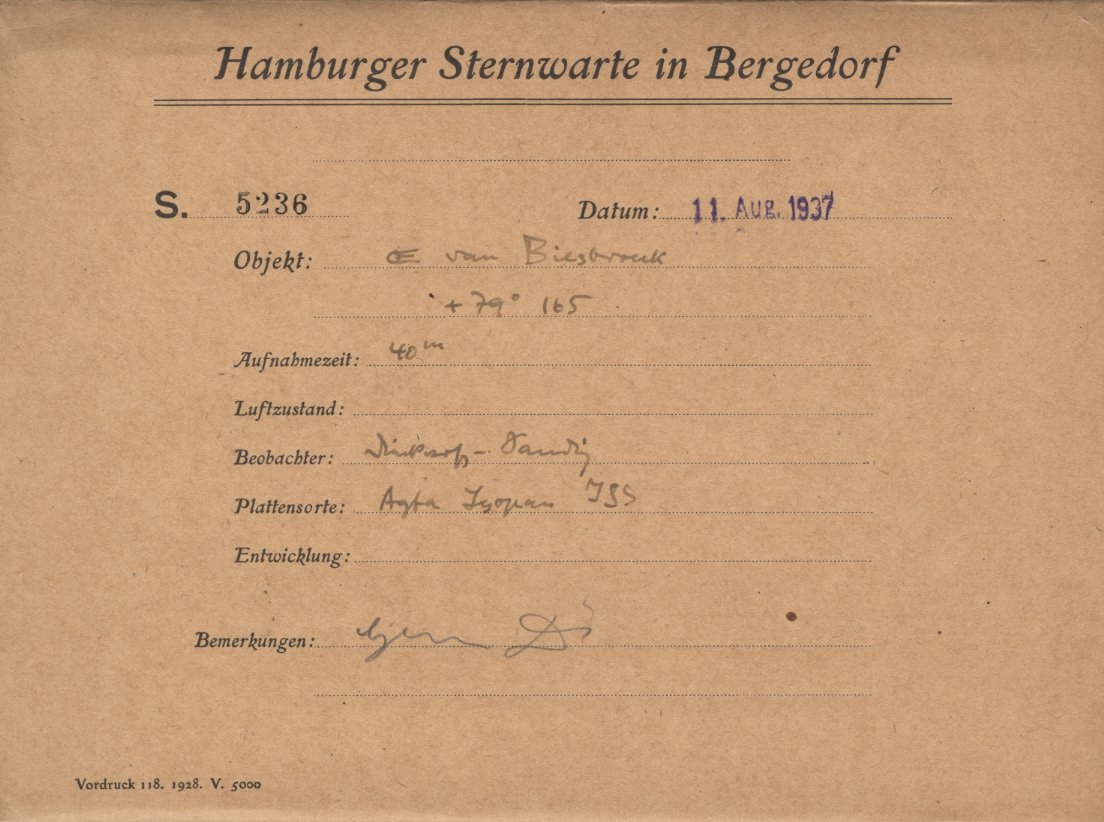 Hamburger Sternwarte in Bergedorf
S. 5236 Datum: 11. Aug. 1937
Objekt: van Biesbroeck
+79° 165
Aufnahmezeit: 40m
Luftzustand:
Beobachter:
Plattensorte: Agfa Isopan ISS
Entwicklung:
Bemerkungen:
Vordruck 118. 1928. V. 5000